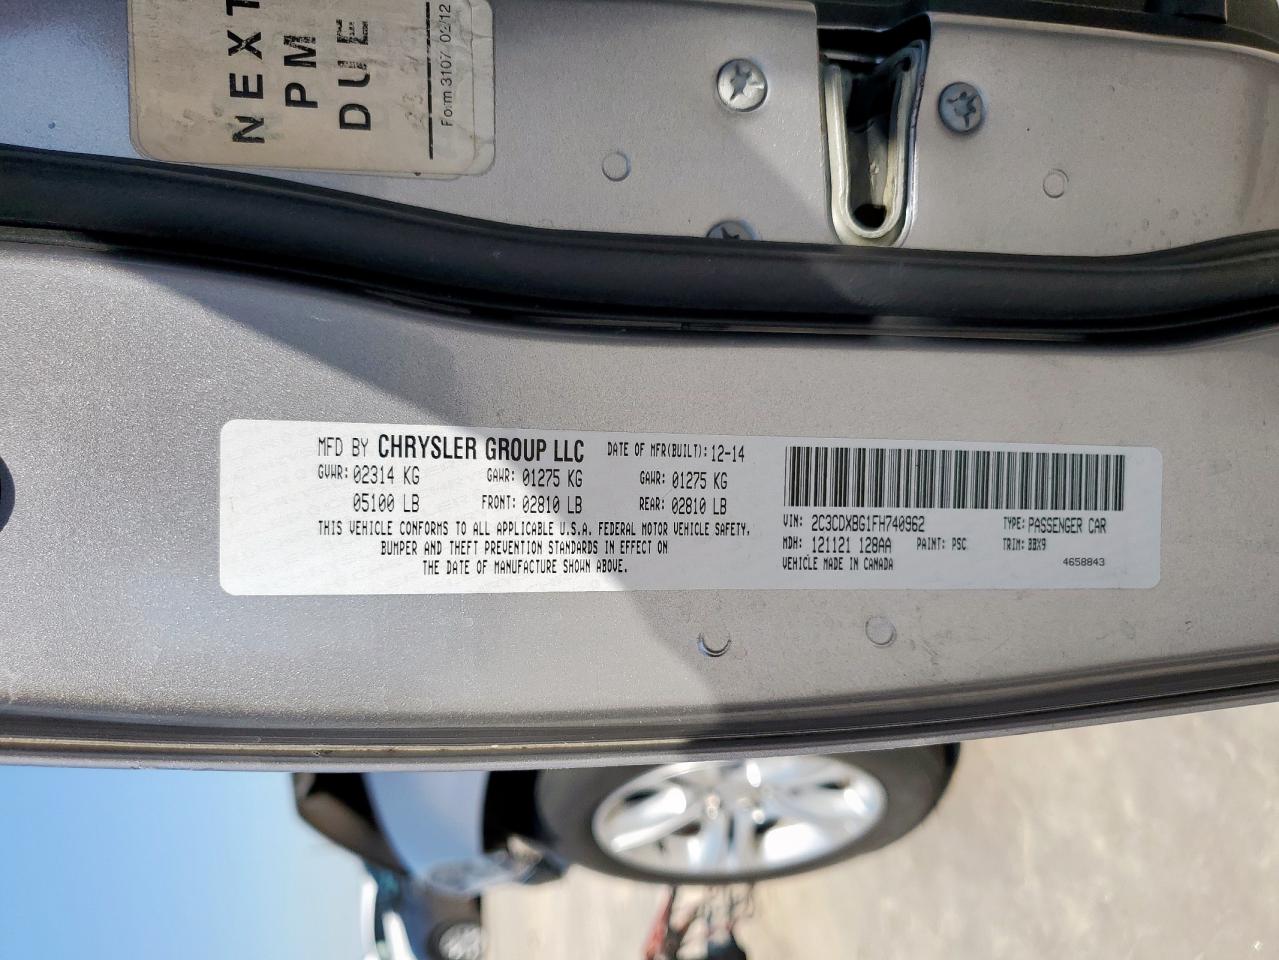 NEXT
PM
DUE
Form 3107 02/12
MFD BY CHRYSLER GROUP LLC DATE OF MFR(BUILT): 12-14
GVWR: 02314 KG GAWR: 01275 KG GAWR: 01275 KG
05100 LB FRONT: 02810 LB REAR: 02810 LB
THIS VEHICLE CONFORMS TO ALL APPLICABLE U.S.A. FEDERAL MOTOR VEHICLE SAFETY,
BUMPER AND THEFT PREVENTION STANDARDS IN EFFECT ON
THE DATE OF MANUFACTURE SHOWN ABOVE.
VIN: 2C3CDXBG1FH740962 TYPE: PASSENGER CAR
MDH: 121121 128AA PAINT: PSC TRIM: BBX9
VEHICLE MADE IN CANADA 4658843